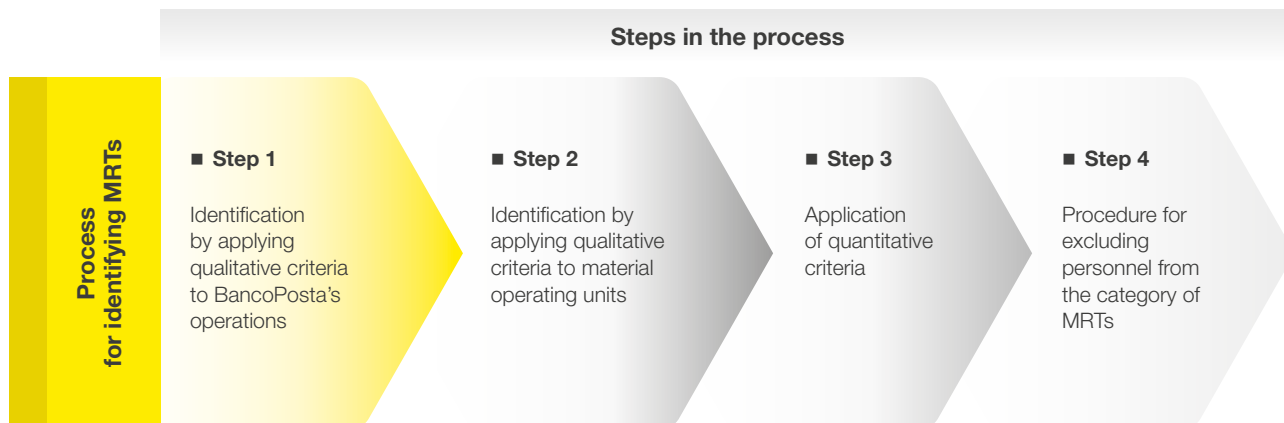 Steps in the process
Process
for identifying MRTs
■ Step 1
Identification
by applying
qualitative criteria
to BancoPosta’s
operations
■ Step 2
Identification by
applying qualitative
criteria to material
operating units
■ Step 3
Application
of quantitative
criteria
■ Step 4
Procedure for
excluding
personnel from
the category of
MRTs